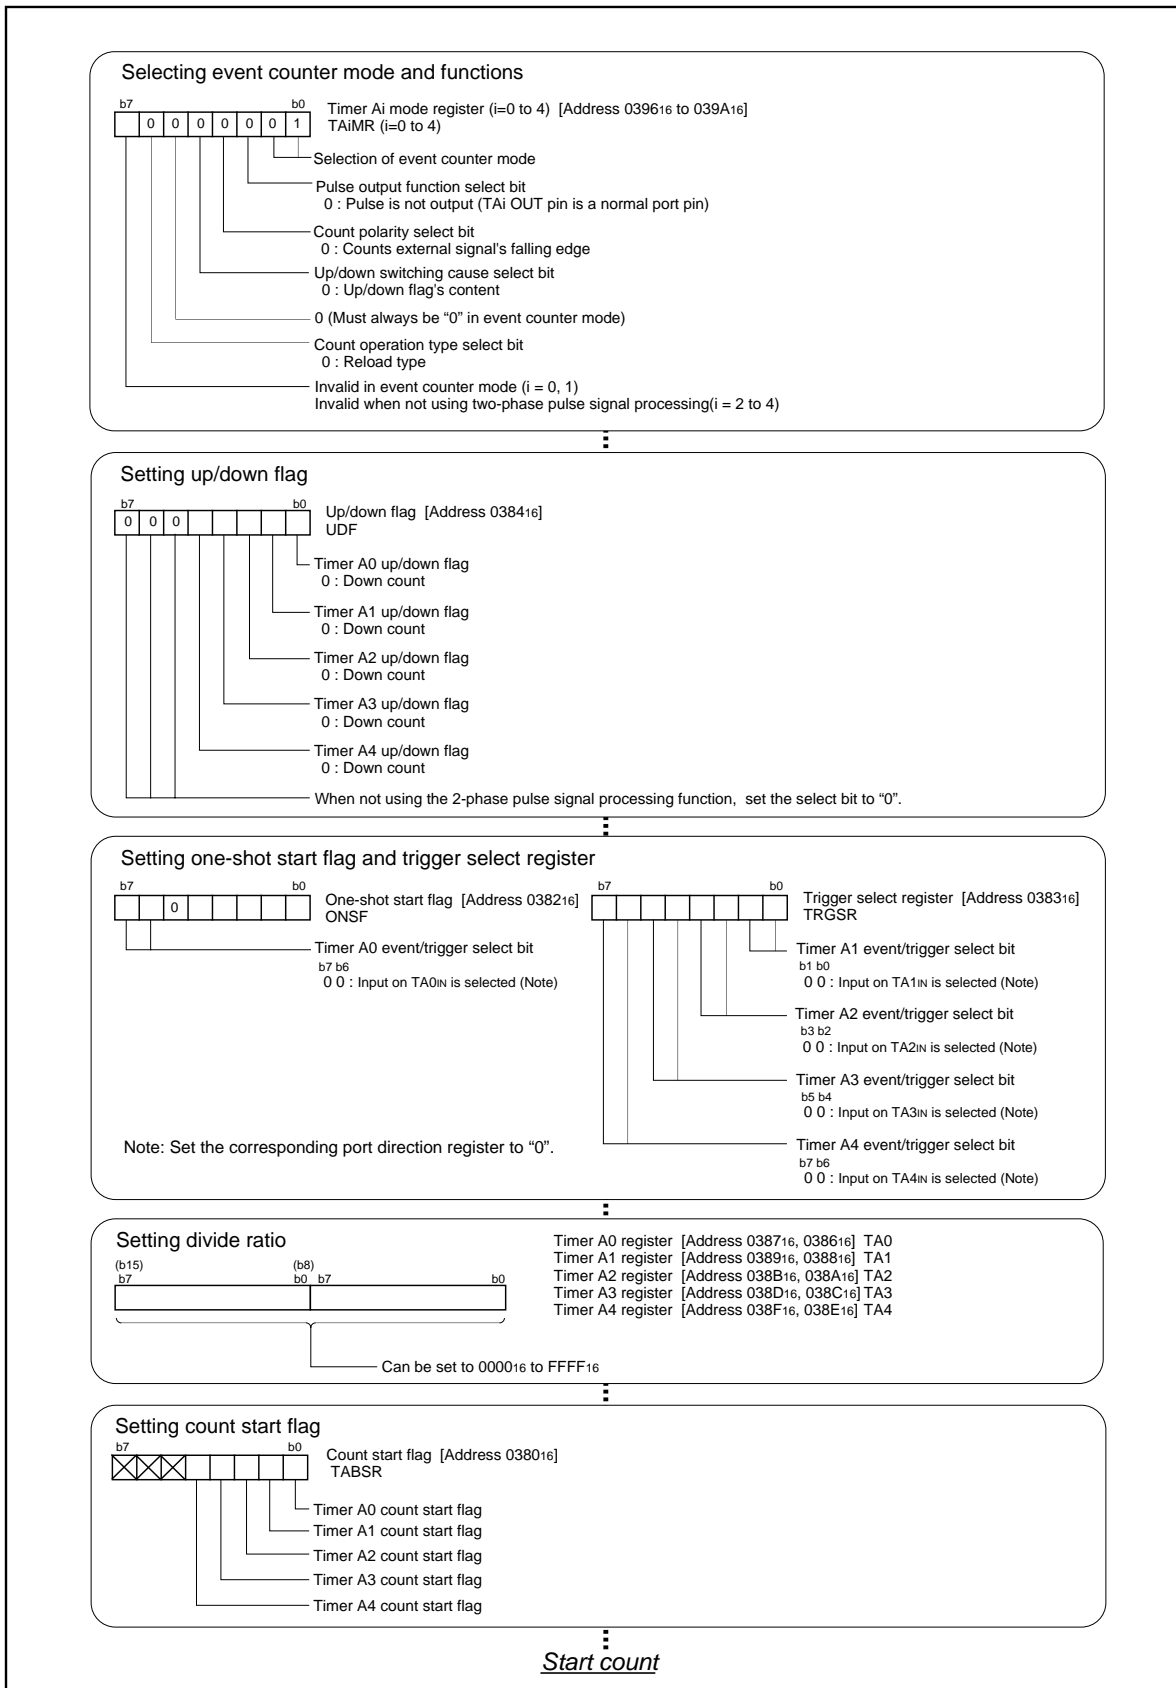 Selecting event counter mode and functions
b7 b0
0 0 0 0 0 0 1
Timer Ai mode register (i=0 to 4) [Address 039616 to 039A16]
TAiMR (i=0 to 4)
Selection of event counter mode
Pulse output function select bit
0 : Pulse is not output (TAi OUT pin is a normal port pin)
Count polarity select bit
0 : Counts external signal's falling edge
Up/down switching cause select bit
0 : Up/down flag's content
0 (Must always be “0” in event counter mode)
Count operation type select bit
0 : Reload type
Invalid in event counter mode (i = 0, 1)
Invalid when not using two-phase pulse signal processing(i = 2 to 4)
Setting up/down flag
b7 b0
0 0 0
Up/down flag [Address 038416]
UDF
Timer A0 up/down flag
0 : Down count
Timer A1 up/down flag
0 : Down count
Timer A2 up/down flag
0 : Down count
Timer A3 up/down flag
0 : Down count
Timer A4 up/down flag
0 : Down count
When not using the 2-phase pulse signal processing function, set the select bit to “0”.
Setting one-shot start flag and trigger select register
b7 b0
0
One-shot start flag [Address 038216]
ONSF
Timer A0 event/trigger select bit
b7 b6
0 0 : Input on TA0IN is selected (Note)
b7 b0
Trigger select register [Address 038316]
TRGSR
Timer A1 event/trigger select bit
b1 b0
0 0 : Input on TA1IN is selected (Note)
Timer A2 event/trigger select bit
b3 b2
0 0 : Input on TA2IN is selected (Note)
Timer A3 event/trigger select bit
b5 b4
0 0 : Input on TA3IN is selected (Note)
Timer A4 event/trigger select bit
b7 b6
0 0 : Input on TA4IN is selected (Note)
Note: Set the corresponding port direction register to “0”.
Setting divide ratio
(b15) (b8)
b7 b0 b7 b0
Timer A0 register [Address 038716, 038616] TA0
Timer A1 register [Address 038916, 038816] TA1
Timer A2 register [Address 038B16, 038A16] TA2
Timer A3 register [Address 038D16, 038C16] TA3
Timer A4 register [Address 038F16, 038E16] TA4
Can be set to 000016 to FFFF16
Setting count start flag
b7 b0
Count start flag [Address 038016]
TABSR
Timer A0 count start flag
Timer A1 count start flag
Timer A2 count start flag
Timer A3 count start flag
Timer A4 count start flag
Start count